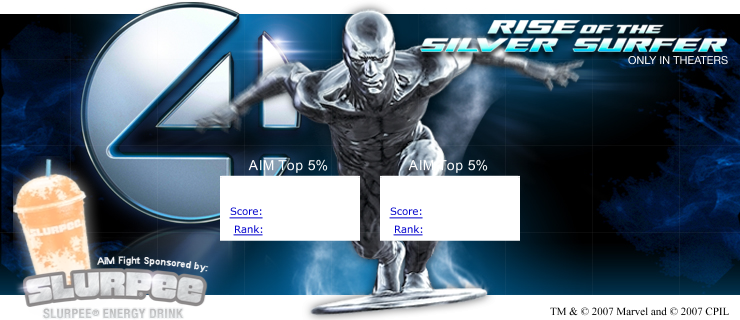 4
RISE OF THE
SILVER SURFER
ONLY IN THEATERS
AIM Top 5%
AIM Top 5%
Score:
Score:
Rank:
Rank:
SLURPEE
AIM Fight Sponsored by:
SLURPEE
SLURPEE® ENERGY DRINK
TM & © 2007 Marvel and © 2007 CPIL